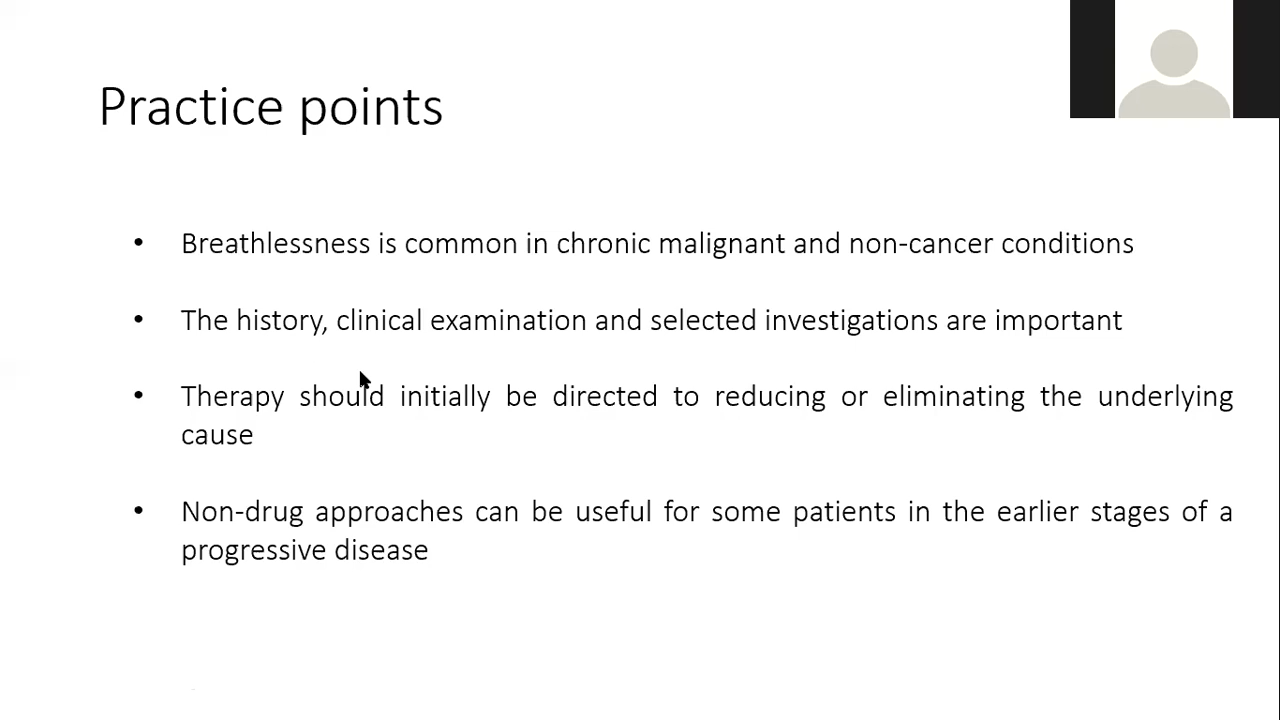 Practice points
• Breathlessness is common in chronic malignant and non-cancer conditions
• The history, clinical examination and selected investigations are important
• Therapy should initially be directed to reducing or eliminating the underlying
cause
• Non-drug approaches can be useful for some patients in the earlier stages of a
progressive disease